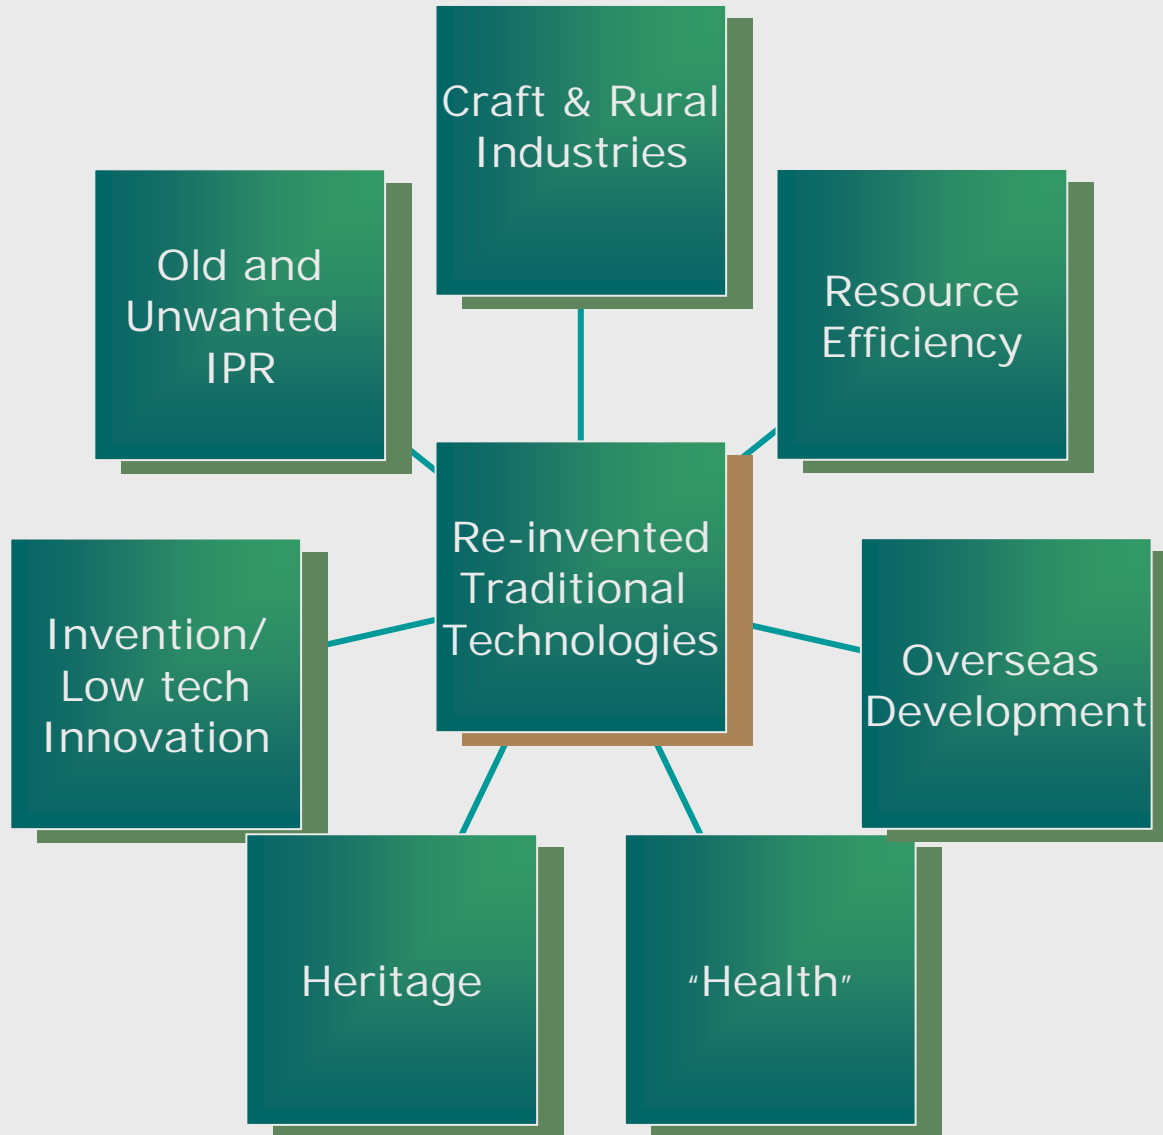 Craft & Rural
Industries
Old and
Unwanted
IPR
Resource
Efficiency
Re-invented
Traditional
Technologies
Invention/
Low tech
Innovation
Overseas
Development
Heritage
“Health”